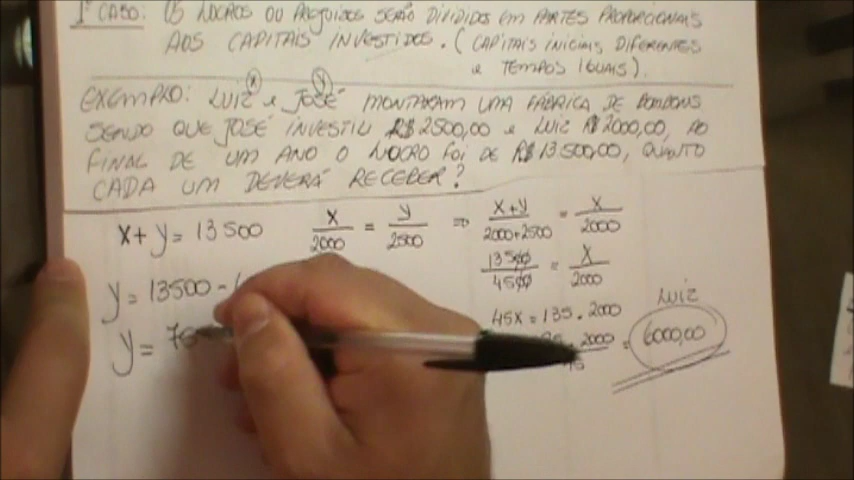 1º CASO: OS LUCROS OU PREJUÍZOS SERÃO DIVIDIDOS EM PARTES PROPORCIONAIS
AOS CAPITAIS INVESTIDOS. (CAPITAIS INICIAIS DIFERENTES
e TEMPOS IGUAIS).
x y
EXEMPLO: LUIZ e JOSÉ MONTARAM UMA FÁBRICA DE BOMBONS
SENDO QUE JOSÉ INVESTIU R$2500,00 e LUIZ R$2000,00, AO
FINAL DE UM ANO O LUCRO FOI DE R$13500,00, QUANTO
CADA UM DEVERÁ RECEBER?
x + y = 13500 x/2000 = y/2500 => x+y/2000+2500 = x/2000
13500/4500 = x/2000
y = 13500 -
45x = 135.2000
LUIZ
y = 2000 = 6000,00